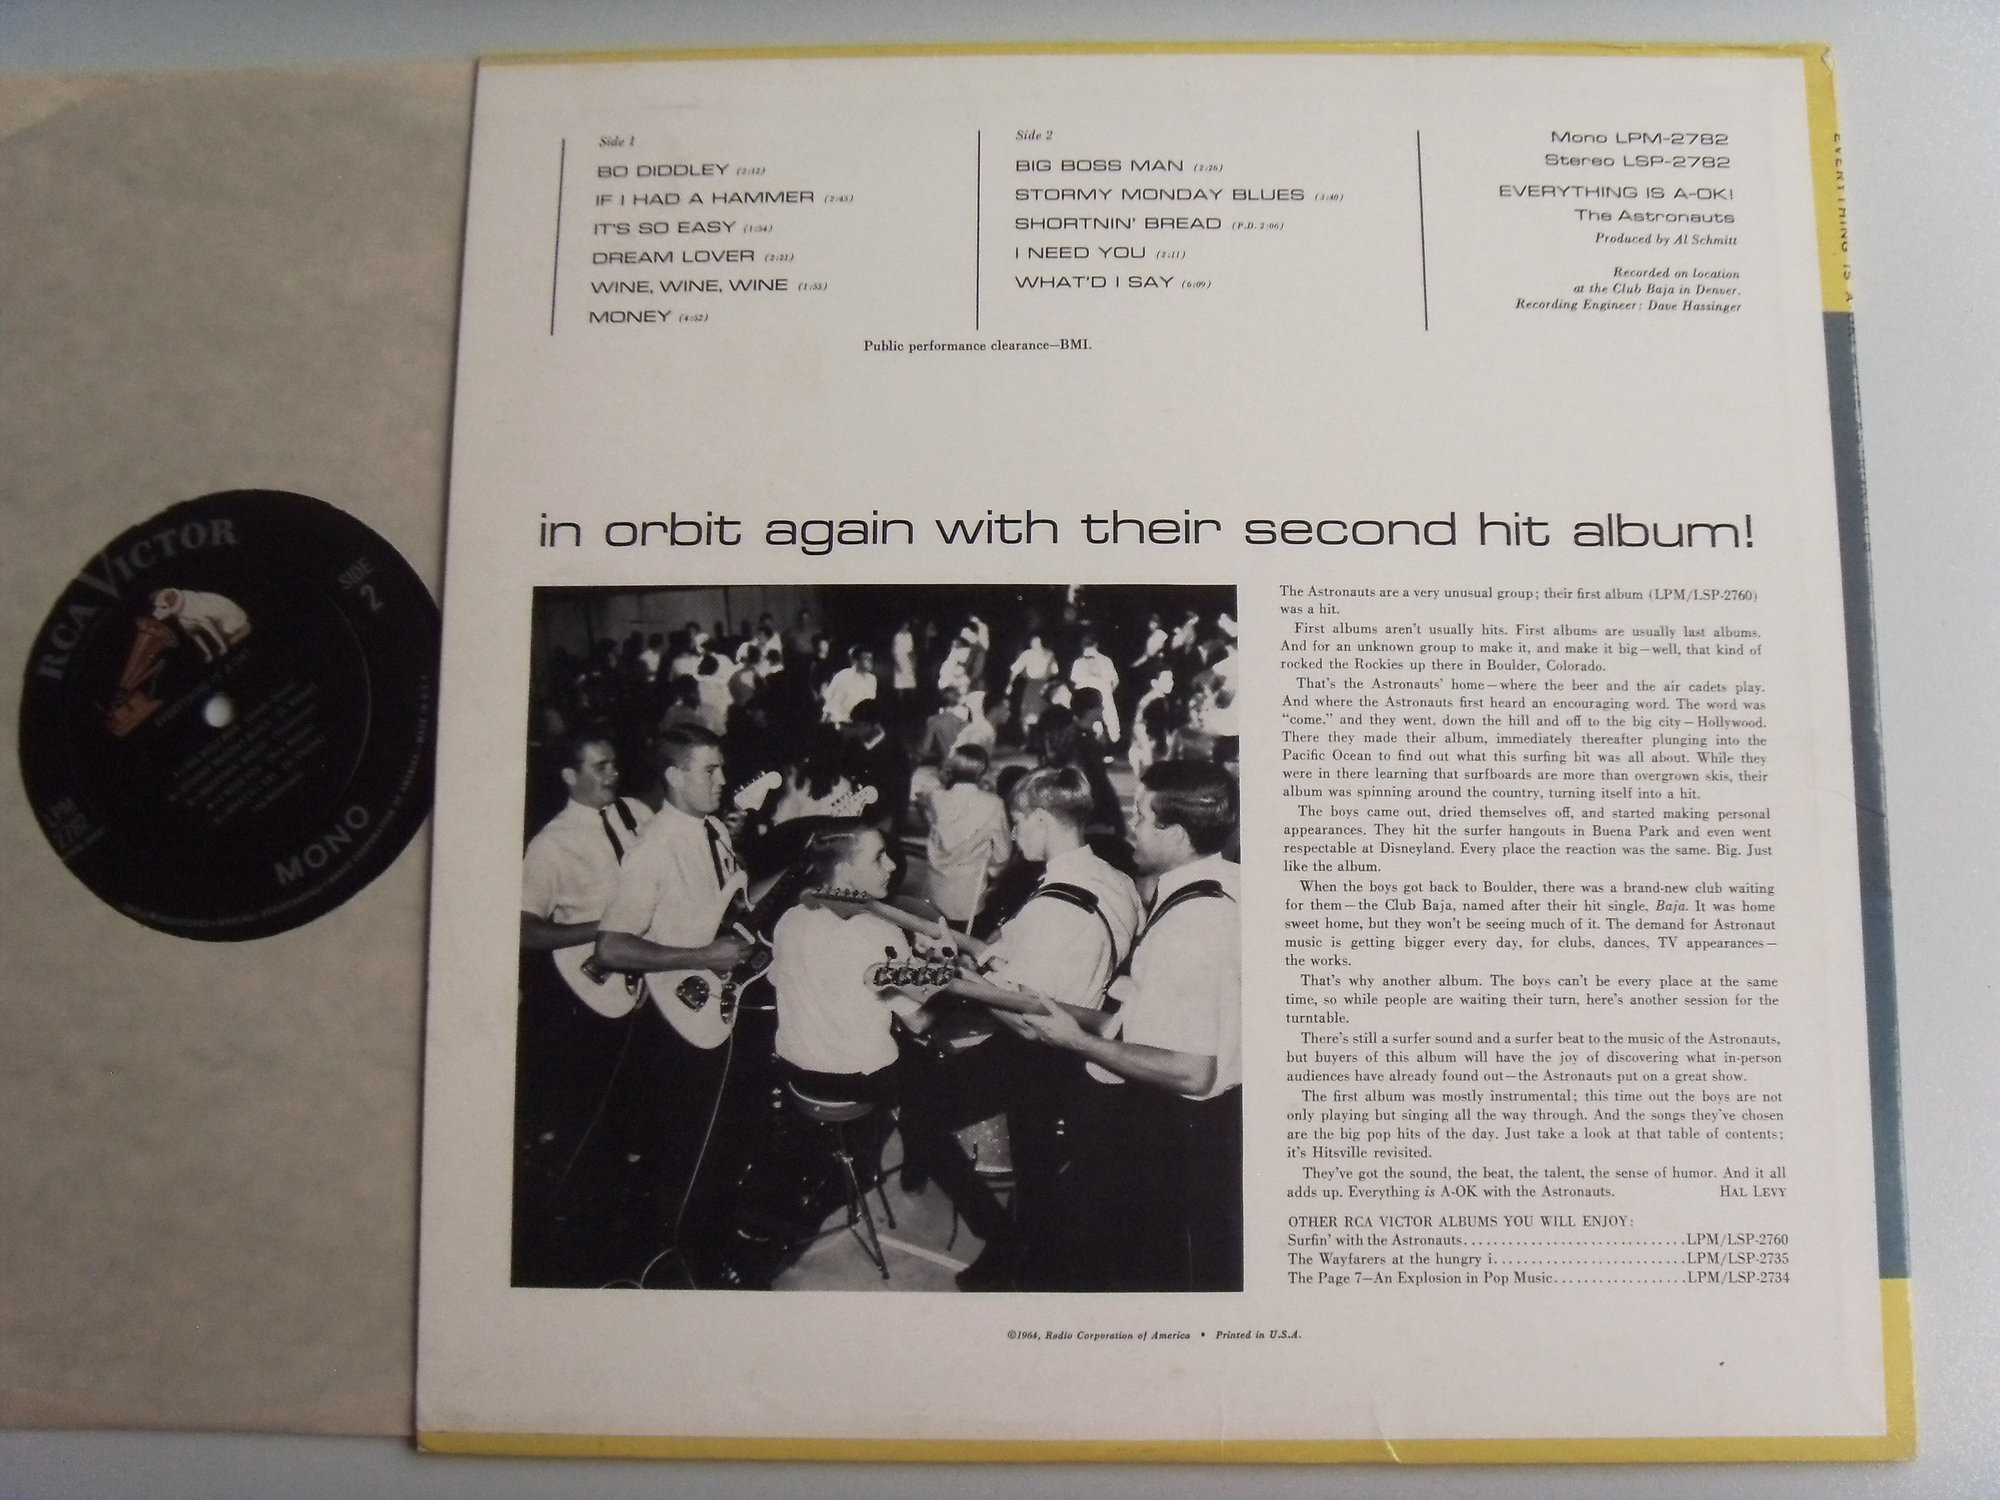 Side 1
BO DIDDLEY (2:12)
IF I HAD A HAMMER (2:45)
IT'S SO EASY (1:54)
DREAM LOVER (2:21)
WINE, WINE, WINE (1:55)
MONEY (4:52)
Side 2
BIG BOSS MAN (2:26)
STORMY MONDAY BLUES (3:40)
SHORTNIN' BREAD (P.D. 2:06)
I NEED YOU (2:11)
WHAT'D I SAY (6:09)
Public performance clearance—BMI.
Mono LPM-2782
Stereo LSP-2782
EVERYTHING IS A-OK!
The Astronauts
Produced by Al Schmitt
Recorded on location
at the Club Baja in Denver.
Recording Engineer: Dave Hassinger
in orbit again with their second hit album!
The Astronauts are a very unusual group; their first album (LPM/LSP-2760)
was a hit.
First albums aren't usually hits. First albums are usually last albums.
And for an unknown group to make it, and make it big—well, that kind of
rocked the Rockies up there in Boulder, Colorado.
That's the Astronauts' home—where the beer and the air cadets play.
And where the Astronauts first heard an encouraging word. The word was
"come," and they went, down the hill and off to the big city—Hollywood.
There they made their album, immediately thereafter plunging into the
Pacific Ocean to find out what this surfing bit was all about. While they
were in there learning that surfboards are more than overgrown skis, their
album was spinning around the country, turning itself into a hit.
The boys came out, dried themselves off, and started making personal
appearances. They hit the surfer hangouts in Buena Park and even went
respectable at Disneyland. Every place the reaction was the same. Big. Just
like the album.
When the boys got back to Boulder, there was a brand-new club waiting
for them—the Club Baja, named after their hit single, Baja. It was home
sweet home, but they won't be seeing much of it. The demand for Astronaut
music is getting bigger every day, for clubs, dances, TV appearances—
the works.
That's why another album. The boys can't be every place at the same
time, so while people are waiting their turn, here's another session for the
turntable.
There's still a surfer sound and a surfer beat to the music of the Astronauts,
but buyers of this album will have the joy of discovering what in-person
audiences have already found out—the Astronauts put on a great show.
The first album was mostly instrumental; this time out the boys are not
only playing but singing all the way through. And the songs they've chosen
are the big pop hits of the day. Just take a look at that table of contents;
it's Hitsville revisited.
They've got the sound, the beat, the talent, the sense of humor. And it all
adds up. Everything is A-OK with the Astronauts. HAL LEVY
OTHER RCA VICTOR ALBUMS YOU WILL ENJOY:
Surfin' with the Astronauts.............................LPM/LSP-2760
The Wayfarers at the hungry i.........................LPM/LSP-2735
The Page 7—An Explosion in Pop Music.................LPM/LSP-2734
©1964, Radio Corporation of America • Printed in U.S.A.
RCA VICTOR
SIDE
2
MONO
EVERYTHING IS A